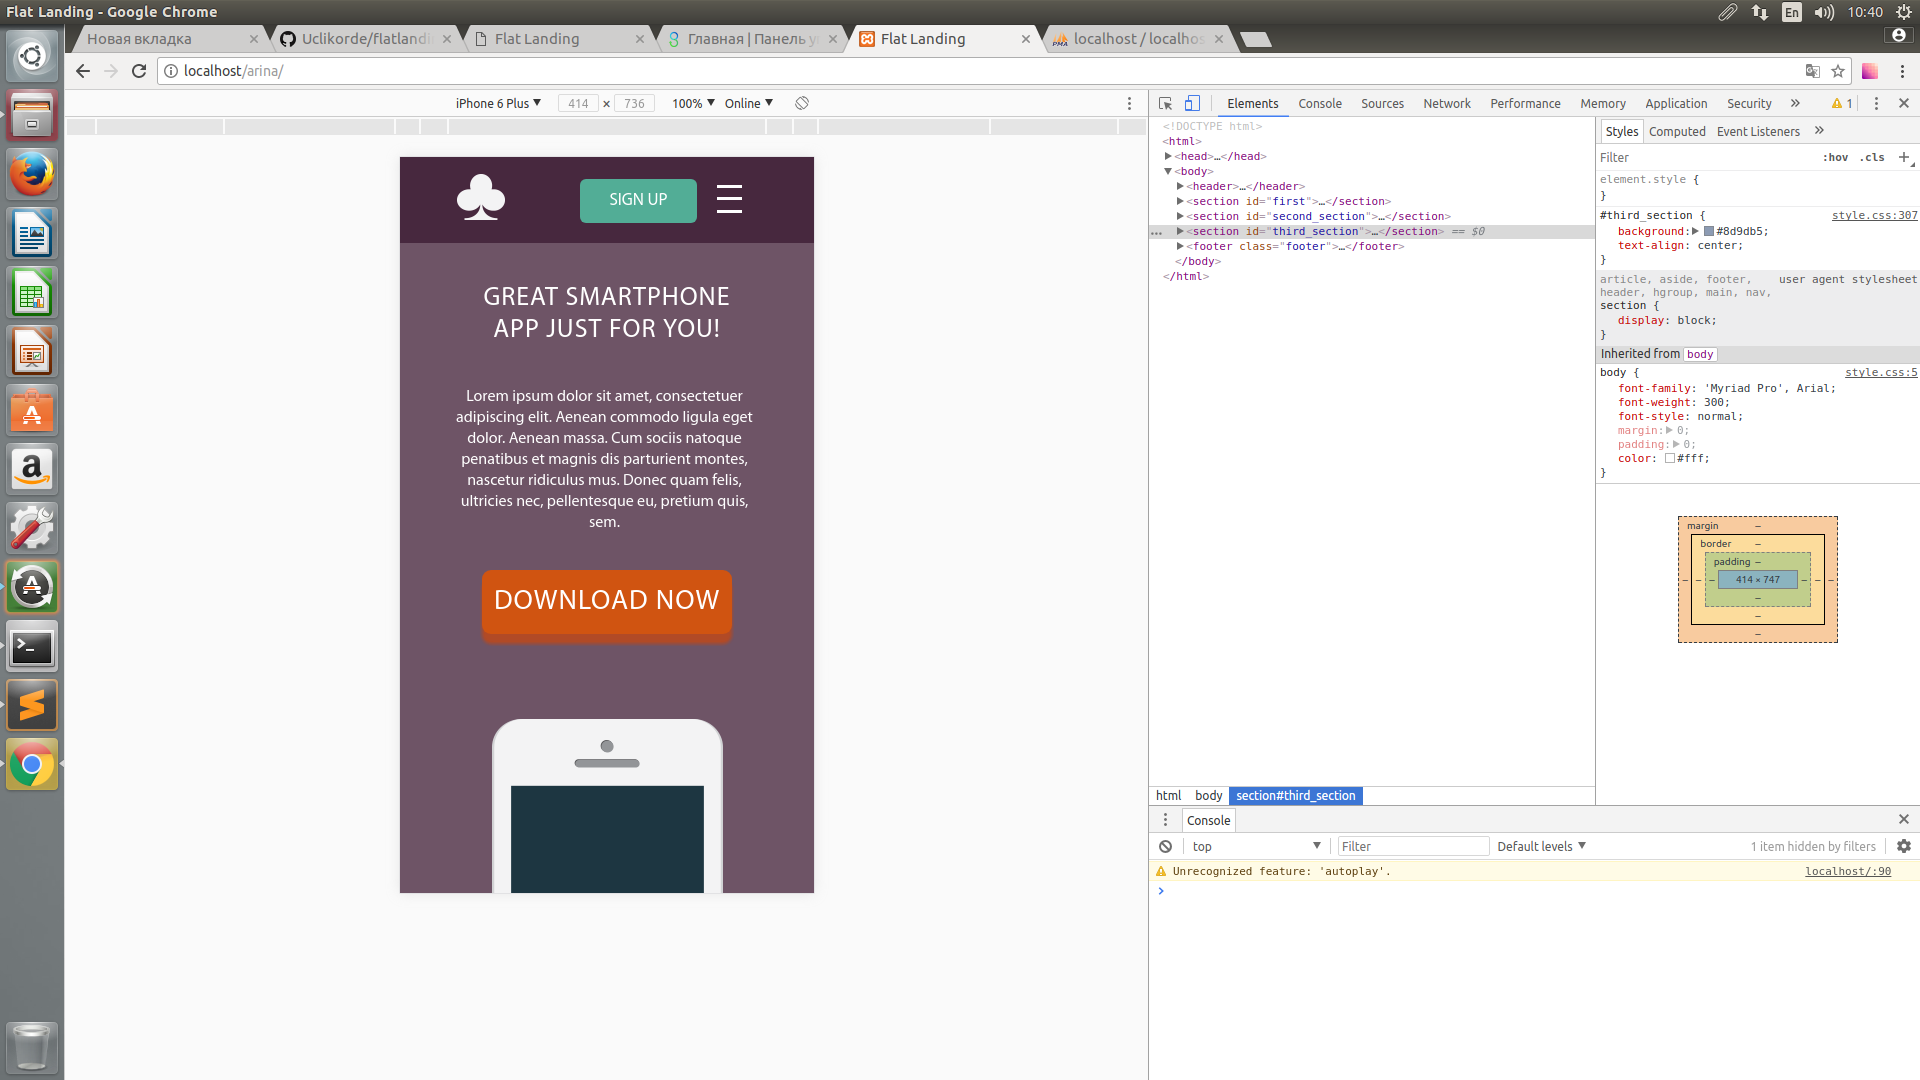 Flat Landing - Google Chrome
En
10:40
Новая вкладка
Uclikorde/flatlandi
Flat Landing
Главная | Панель у
Flat Landing
localhost / localhos
localhost/arina/
iPhone 6 Plus ▼ 414 × 736 100% ▼ Online ▼
Elements Console Sources Network Performance Memory Application Security » 1
SIGN UP
GREAT SMARTPHONE
APP JUST FOR YOU!
Lorem ipsum dolor sit amet, consectetuer
adipiscing elit. Aenean commodo ligula eget
dolor. Aenean massa. Cum sociis natoque
penatibus et magnis dis parturient montes,
nascetur ridiculus mus. Donec quam felis,
ultricies nec, pellentesque eu, pretium quis,
sem.
DOWNLOAD NOW
<!DOCTYPE html>
<html>
<head>…</head>
<body>
<header>…</header>
<section id="first">…</section>
<section id="second_section">…</section>
<section id="third_section">…</section> == $0
<footer class="footer">…</footer>
</body>
</html>
html body section#third_section
Styles Computed Event Listeners »
Filter :hov .cls +
element.style {
}
#third_section { style.css:307
background: #8d9db5;
text-align: center;
}
article, aside, footer, user agent stylesheet
header, hgroup, main, nav,
section {
display: block;
}
Inherited from body
body { style.css:5
font-family: 'Myriad Pro', Arial;
font-weight: 300;
font-style: normal;
margin: 0;
padding: 0;
color: #fff;
}
margin –
border –
padding –
– – – 414 × 747 – – –
–
–
–
Console
top ▼ Filter Default levels ▼ 1 item hidden by filters
Unrecognized feature: 'autoplay'. localhost/:90
>